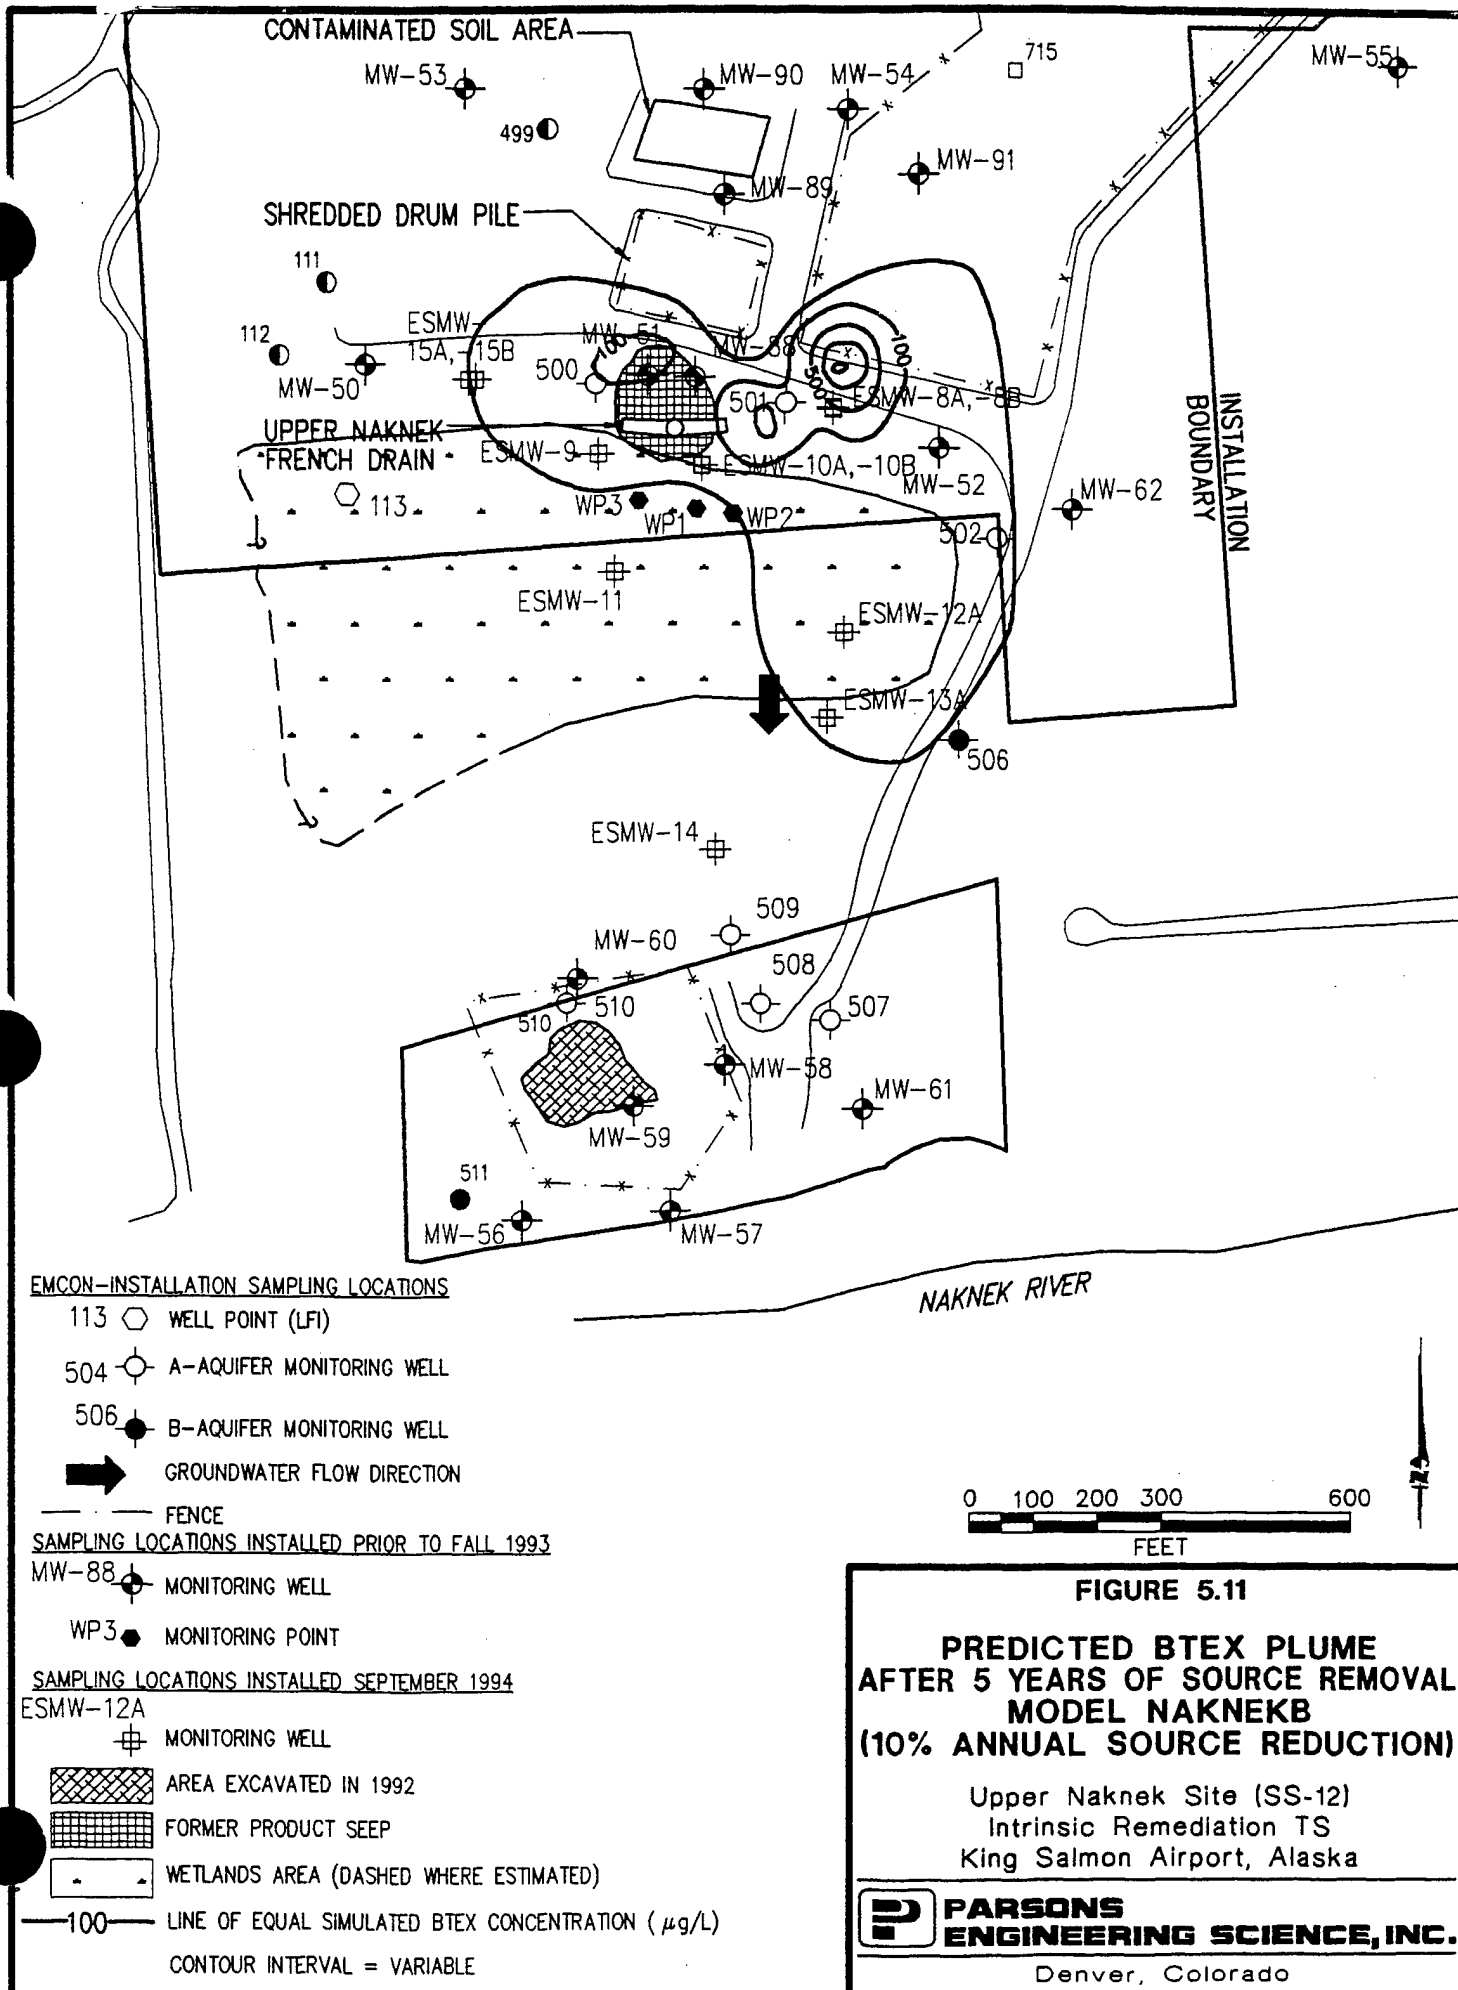 CONTAMINATED SOIL AREA
715
MW-55
MW-53
MW-90
MW-54
499
MW-91
MW-89
SHREDDED DRUM PILE
111
112
ESMW-
15A,-15B
MW-51
MW-88
100
100
500
MW-50
500
501
ESMW-8A,-8B
INSTALLATION
BOUNDARY
UPPER NAKNEK
FRENCH DRAIN
ESMW-9
ESMW-10A,-10B
MW-52
MW-62
113
WP3
WP1
WP2
502
ESMW-11
ESMW-12A
ESMW-13A
506
ESMW-14
509
MW-60
508
510
510
507
MW-58
MW-61
MW-59
511
MW-56
MW-57
NAKNEK RIVER
EMCON-INSTALLATION SAMPLING LOCATIONS
113 WELL POINT (LFI)
504 A-AQUIFER MONITORING WELL
506 B-AQUIFER MONITORING WELL
GROUNDWATER FLOW DIRECTION
FENCE
SAMPLING LOCATIONS INSTALLED PRIOR TO FALL 1993
MW-88 MONITORING WELL
WP3 MONITORING POINT
SAMPLING LOCATIONS INSTALLED SEPTEMBER 1994
ESMW-12A
MONITORING WELL
AREA EXCAVATED IN 1992
FORMER PRODUCT SEEP
WETLANDS AREA (DASHED WHERE ESTIMATED)
100 LINE OF EQUAL SIMULATED BTEX CONCENTRATION (µg/L)
CONTOUR INTERVAL = VARIABLE
0 100 200 300 600
FEET
FIGURE 5.11
PREDICTED BTEX PLUME
AFTER 5 YEARS OF SOURCE REMOVAL
MODEL NAKNEKB
(10% ANNUAL SOURCE REDUCTION)
Upper Naknek Site (SS-12)
Intrinsic Remediation TS
King Salmon Airport, Alaska
PARSONS
ENGINEERING SCIENCE, INC.
Denver, Colorado